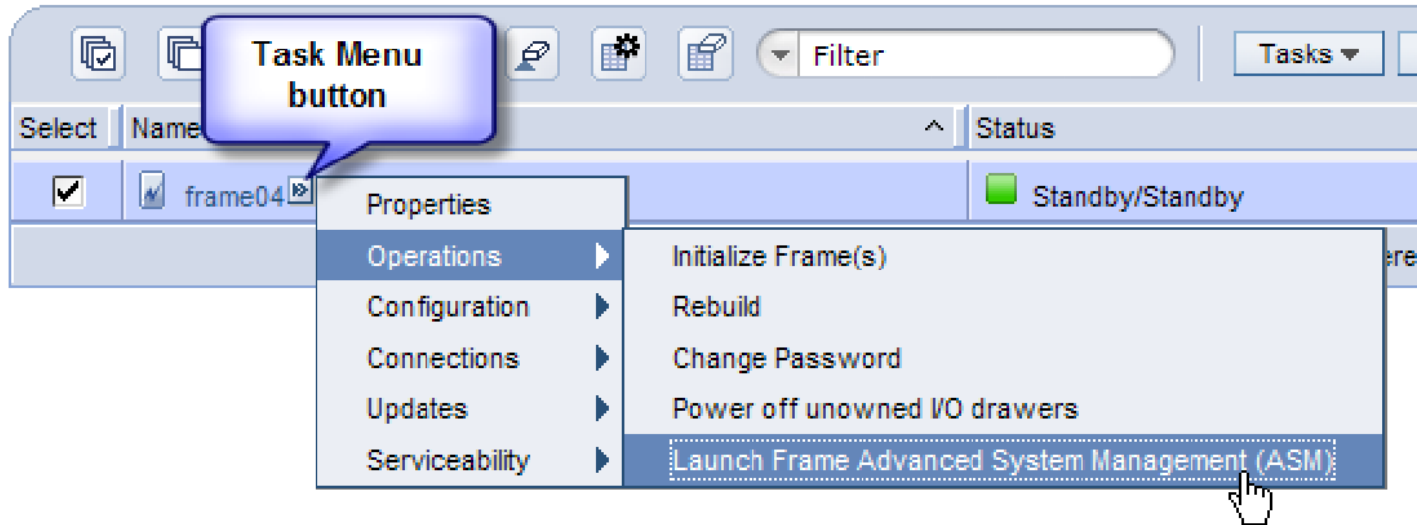 Task Menu
button
Filter
Tasks
Select Name Status
frame04 Standby/Standby
Properties
Operations
Configuration
Connections
Updates
Serviceability
Initialize Frame(s)
Rebuild
Change Password
Power off unowned I/O drawers
Launch Frame Advanced System Management (ASM)